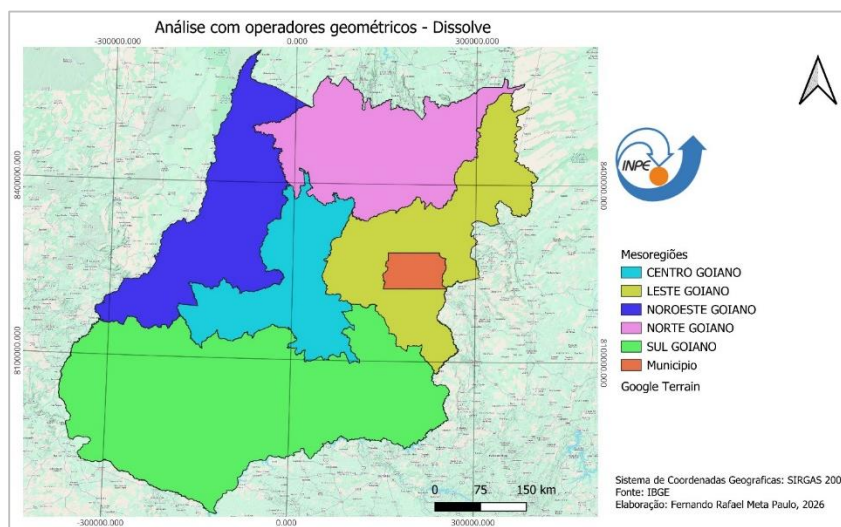 Análise com operadores geométricos - Dissolve
-300000.000 0.000 300000.000
8400000.000
8400000.000
8100000.000
8100000.000
INPE
Mesoregiões
CENTRO GOIANO
LESTE GOIANO
NOROESTE GOIANO
NORTE GOIANO
SUL GOIANO
Municipio
Google Terrain
0 75 150 km
-300000.000 0.000 300000.000
Sistema de Coordenadas Geograficas: SIRGAS 200
Fonte: IBGE
Elaboração: Fernando Rafael Meta Paulo, 2026